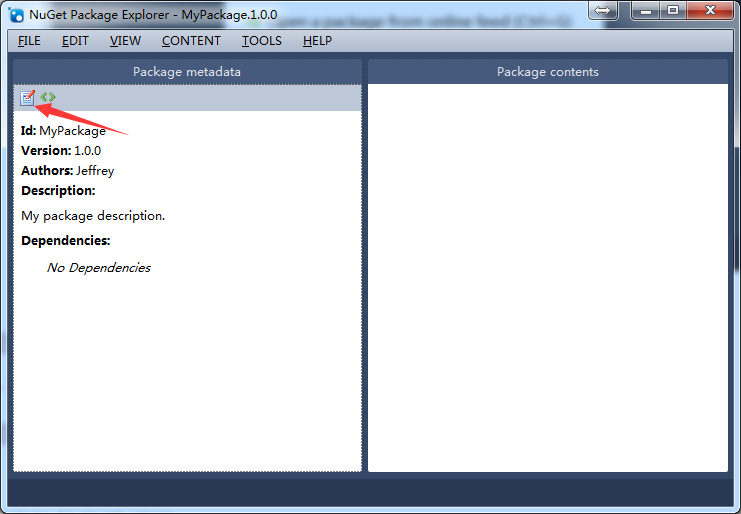 NuGet Package Explorer - MyPackage.1.0.0
FILE EDIT VIEW CONTENT TOOLS HELP
Package metadata
Package contents
Id: MyPackage
Version: 1.0.0
Authors: Jeffrey
Description:
My package description.
Dependencies:
No Dependencies